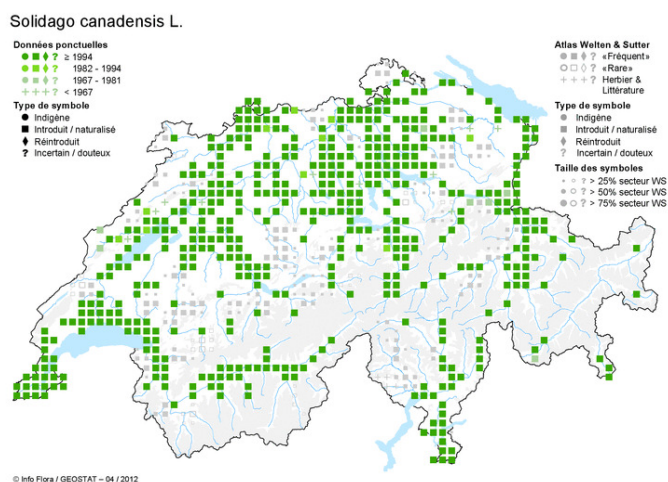 Solidago canadensis L.
Données ponctuelles
? ≥ 1994
? 1982 - 1994
? 1967 - 1981
? < 1967
Type de symbole
Indigène
Introduit / naturalisé
Réintroduit
? Incertain / douteux
Atlas Welten & Sutter
? «Fréquent»
? «Rare»
Herbier &
Littérature
Type de symbole
Indigène
Introduit / naturalisé
Réintroduit
? Incertain / douteux
Taille des symboles
? > 25% secteur WS
? > 50% secteur WS
? > 75% secteur WS
© Info Flora / GEOSTAT – 04 / 2012